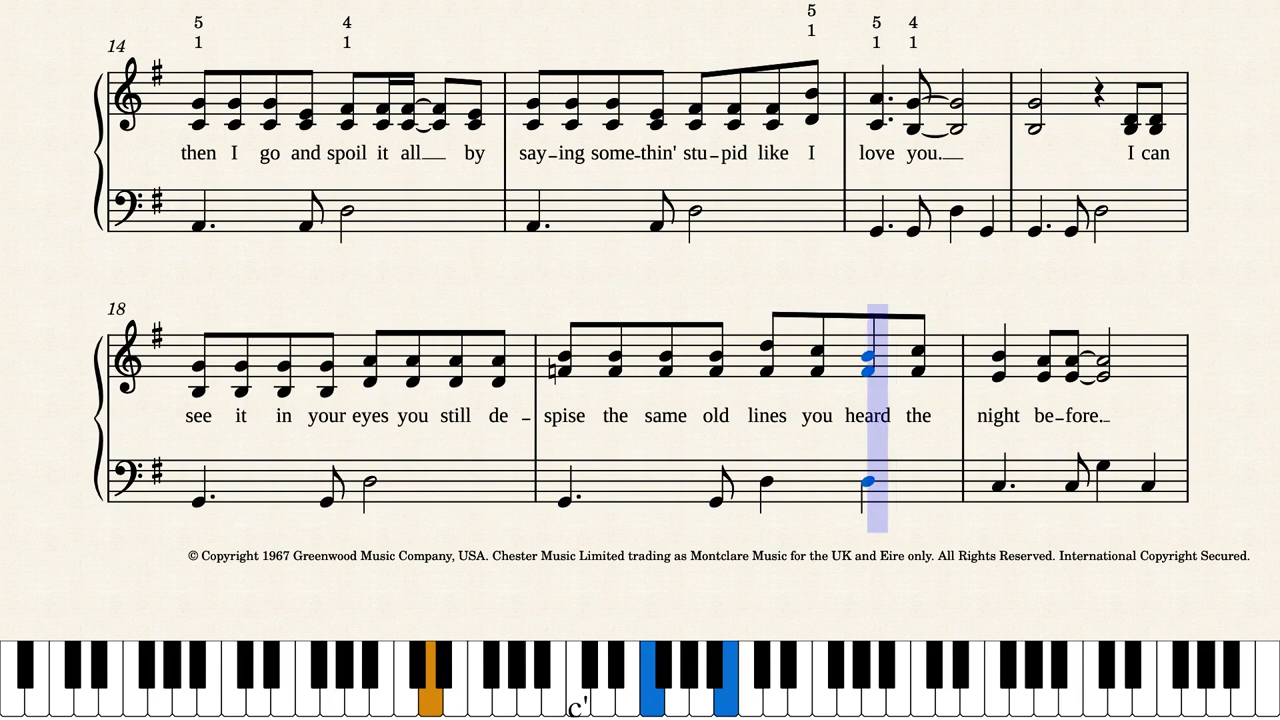 5 4 5 5 4
1 1 1 1 1
14
then I go and spoil it all__ by say-ing some-thin' stu-pid like I love you.__ I can
18
see it in your eyes you still de - spise the same old lines you heard the night be-fore._
© Copyright 1967 Greenwood Music Company, USA. Chester Music Limited trading as Montclare Music for the UK and Eire only. All Rights Reserved. International Copyright Secured.
c'